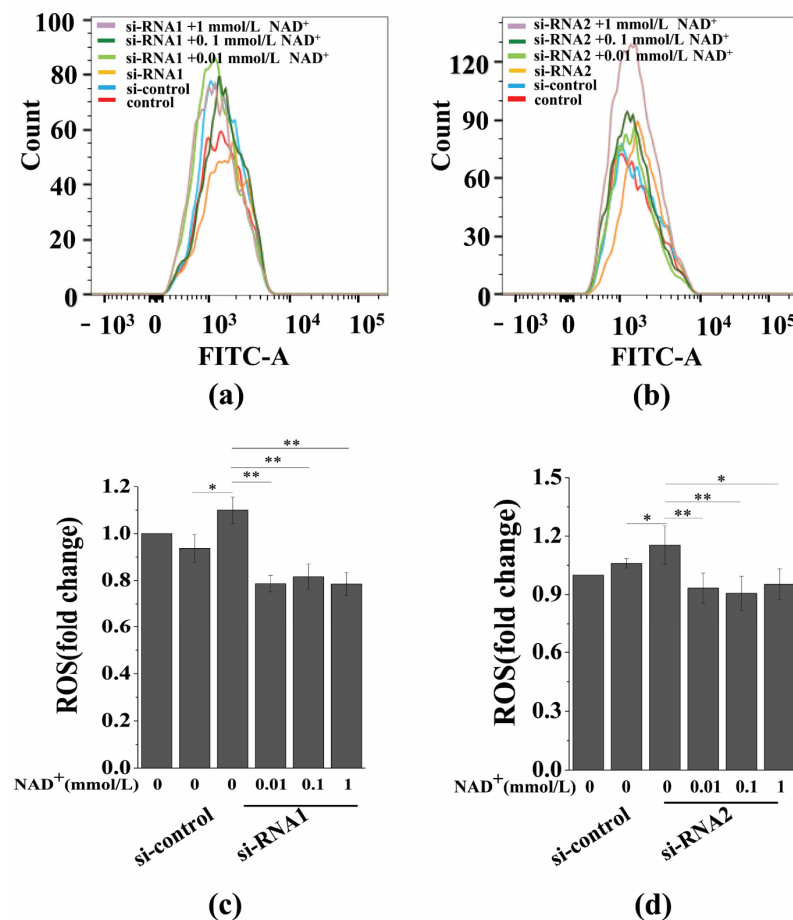 si-RNA1 +1 mmol/L NAD⁺
si-RNA1 +0. 1 mmol/L NAD⁺
si-RNA1 +0.01 mmol/L NAD⁺
si-RNA1
si-control
control
100
80
60
40
20
0
Count
- 10³ 0 10³ 10⁴ 10⁵
FITC-A
(a)
si-RNA2 +1 mmol/L NAD⁺
si-RNA2 +0. 1 mmol/L NAD⁺
si-RNA2 +0.01 mmol/L NAD⁺
si-RNA2
si-control
control
120
90
60
30
0
Count
- 10³ 0 10³ 10⁴ 10⁵
FITC-A
(b)
**
**
**
*
1.2
1.0
0.8
0.6
0.4
0.2
0.0
ROS(fold change)
NAD⁺(mmol/L) 0 0 0 0.01 0.1 1
si-control si-RNA1
(c)
*
**
**
*
1.5
1.2
0.9
0.6
0.3
0.0
ROS(fold change)
NAD⁺(mmol/L) 0 0 0 0.01 0.1 1
si-control si-RNA2
(d)